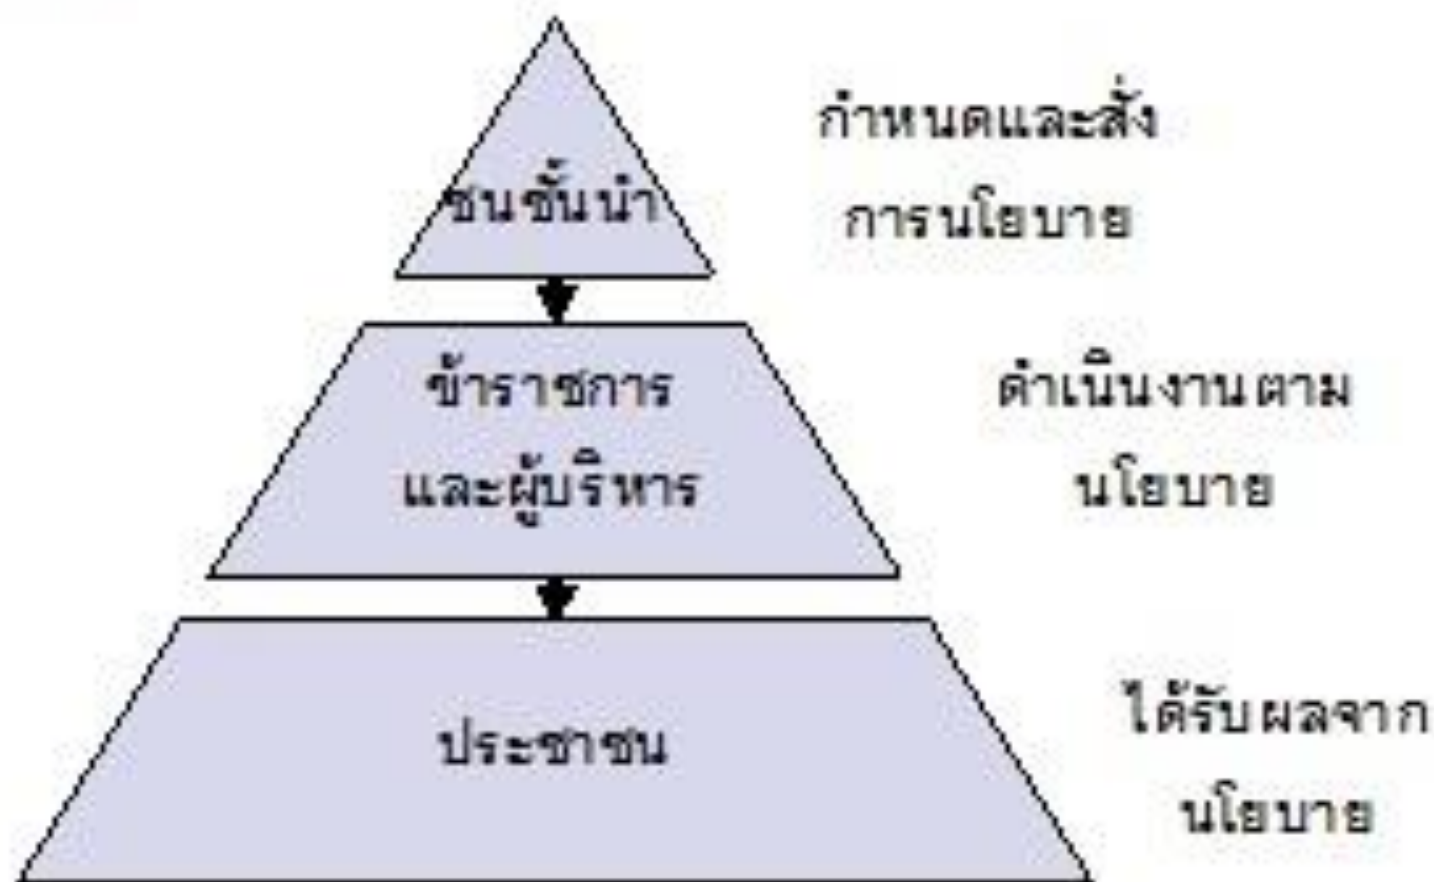 ชนชั้นนำ
กำหนดและสั่ง
การนโยบาย
ข้าราชการ
และผู้บริหาร
ดำเนินงานตาม
นโยบาย
ประชาชน
ได้รับผลจาก
นโยบาย